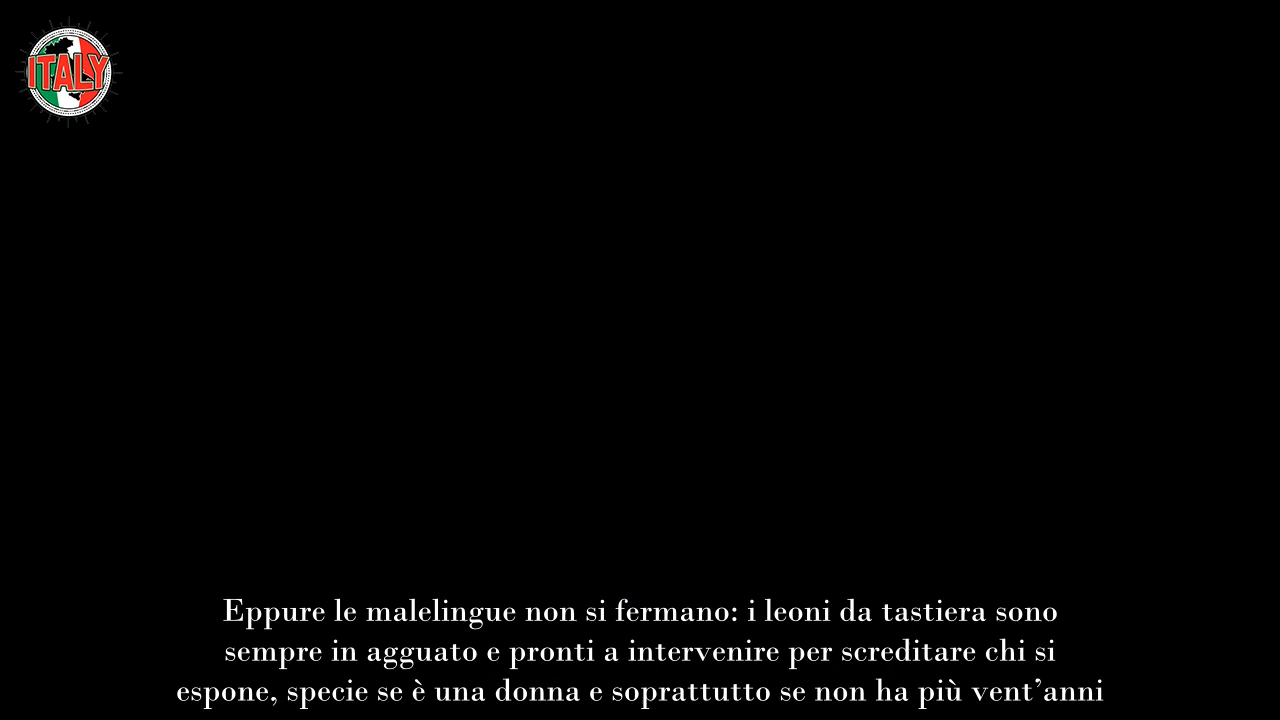 ITALY
Eppure le malelingue non si fermano: i leoni da tastiera sono
sempre in agguato e pronti a intervenire per screditare chi si
espone, specie se è una donna e soprattutto se non ha più vent’anni